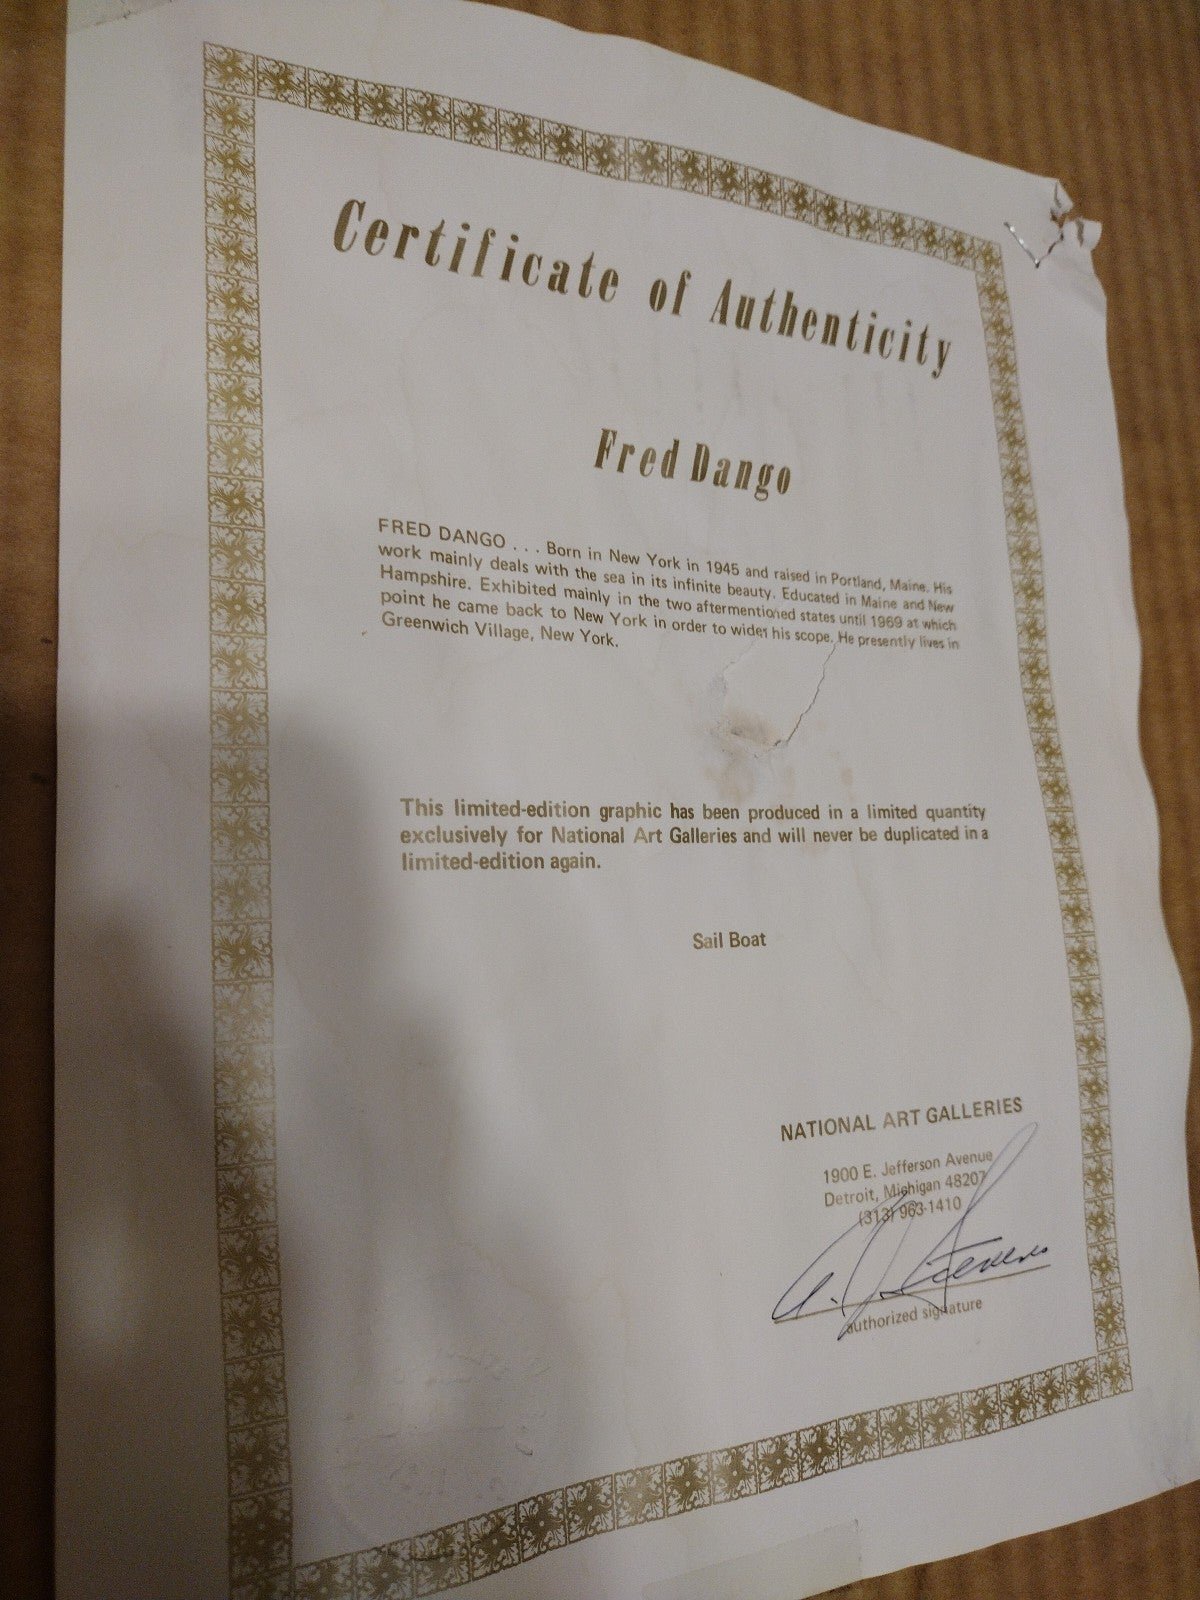 Certificate of Authenticity
Fred Dango
FRED DANGO . . . Born in New York in 1945 and raised in Portland, Maine. His
work mainly deals with the sea in its infinite beauty. Educated in Maine and New
Hampshire. Exhibited mainly in the two aftermentioned states until 1969 at which
point he came back to New York in order to widen his scope. He presently lives in
Greenwich Village, New York.
This limited-edition graphic has been produced in a limited quantity
exclusively for National Art Galleries and will never be duplicated in a
limited-edition again.
Sail Boat
NATIONAL ART GALLERIES
1900 E. Jefferson Avenue
Detroit, Michigan 48207
(313) 963-1410
authorized signature